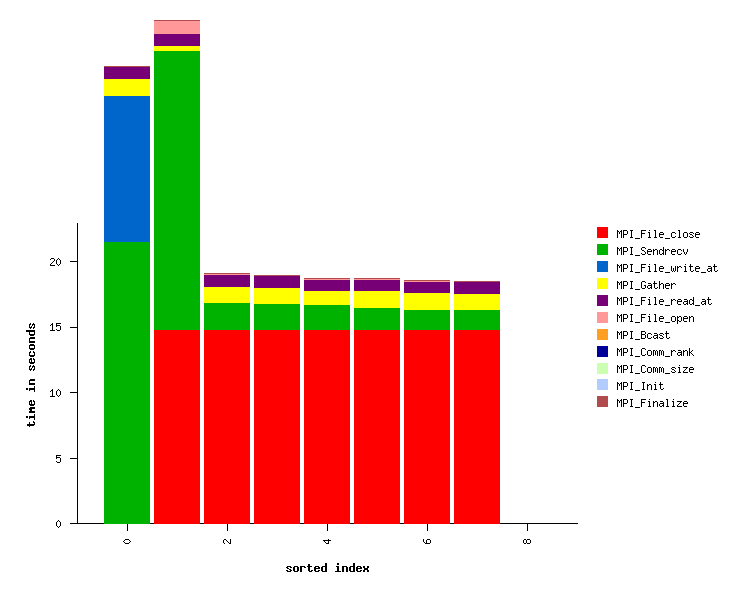 MPI_File_close
MPI_Sendrecv
MPI_File_write_at
MPI_Gather
MPI_File_read_at
MPI_File_open
MPI_Bcast
MPI_Comm_rank
MPI_Comm_size
MPI_Init
MPI_Finalize
20
15
10
5
0
time in seconds
0
2
4
6
8
sorted index